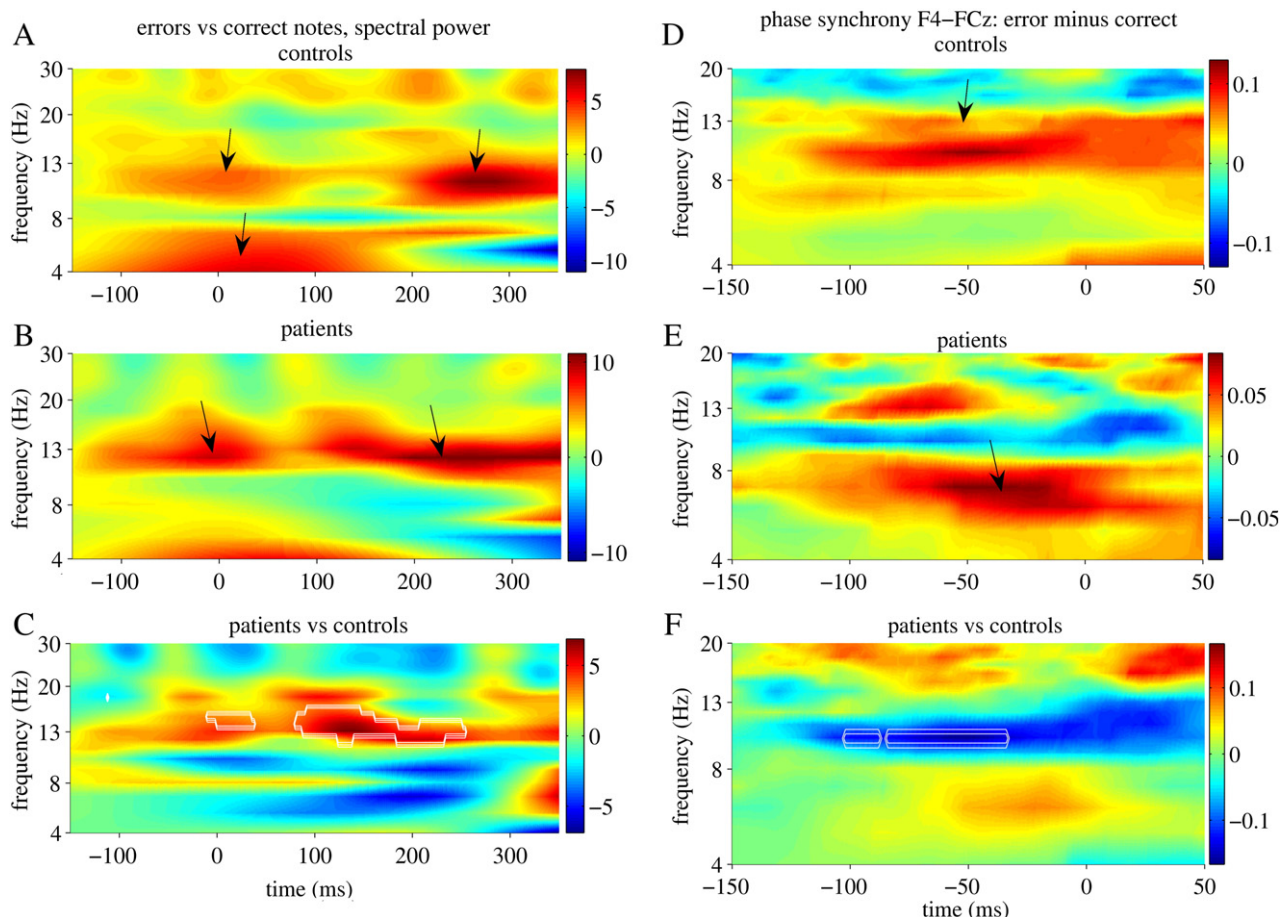 A
errors vs correct notes, spectral power
controls
frequency (Hz)
30
20
13
8
4
−100 0 100 200 300
5
0
−5
−10
B
patients
frequency (Hz)
30
20
13
8
4
−100 0 100 200 300
10
5
0
−5
−10
C
patients vs controls
frequency (Hz)
30
20
13
8
4
−100 0 100 200 300
time (ms)
5
0
−5
D
phase synchrony F4−FCz: error minus correct
controls
frequency (Hz)
20
13
8
4
−150 −100 −50 0 50
0.1
0
−0.1
E
patients
frequency (Hz)
20
13
8
4
−150 −100 −50 0 50
0.05
0
−0.05
F
patients vs controls
frequency (Hz)
20
13
8
4
−150 −100 −50 0 50
time (ms)
0.1
0
−0.1